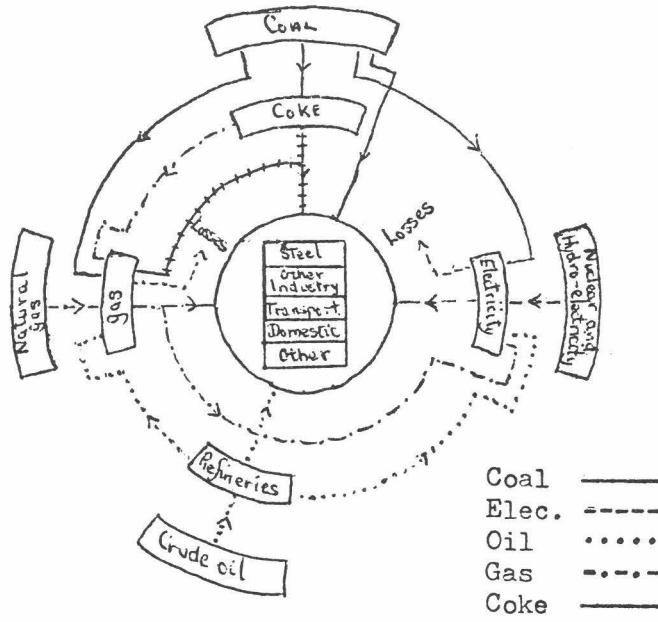 COAL
COKE
Losses
Losses
Natural
gas
gas
Steel
Other
Industry
Transport.
Domestic
Other
Electricity
Nuclear and
Hydro-electricity
Refineries
Crude oil
Coal
Elec.
Oil
Gas
Coke